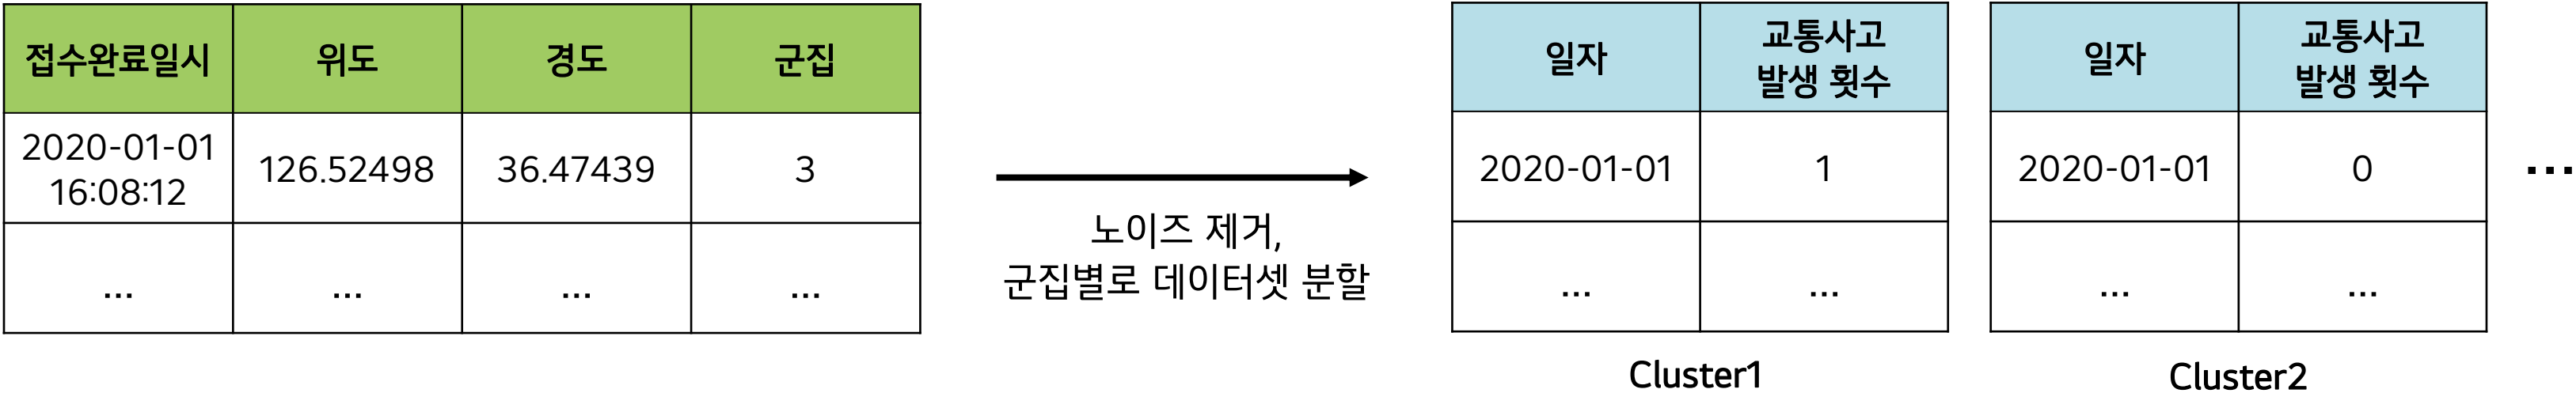 접수완료일시 위도 경도 군집
2020-01-01
16:08:12
126.52498 36.47439 3
... ... ... ...
노이즈 제거,
군집별로 데이터셋 분할
일자 교통사고
발생 횟수
2020-01-01 1
... ...
Cluster1
일자 교통사고
발생 횟수
2020-01-01 0
... ...
Cluster2
...